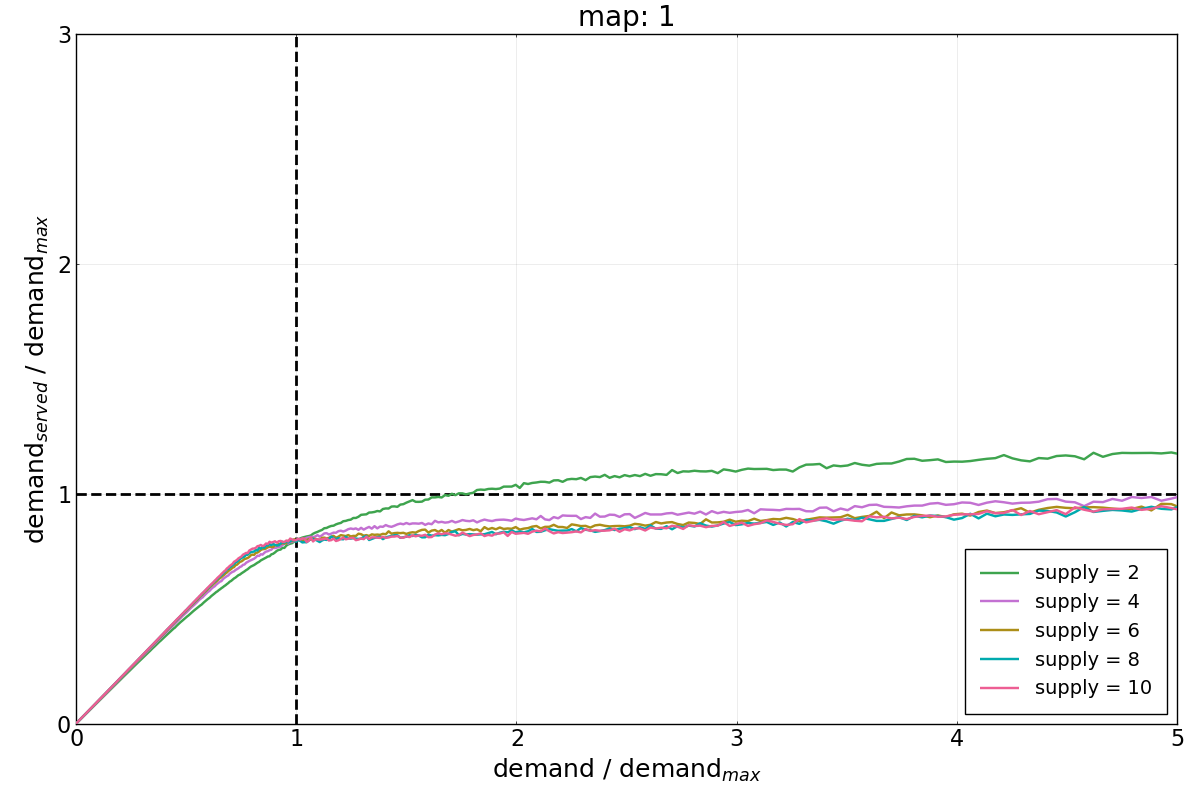 map: 1
3
2
1
0
demand_served / demand_max
0 1 2 3 4 5
demand / demand_max
supply = 2
supply = 4
supply = 6
supply = 8
supply = 10